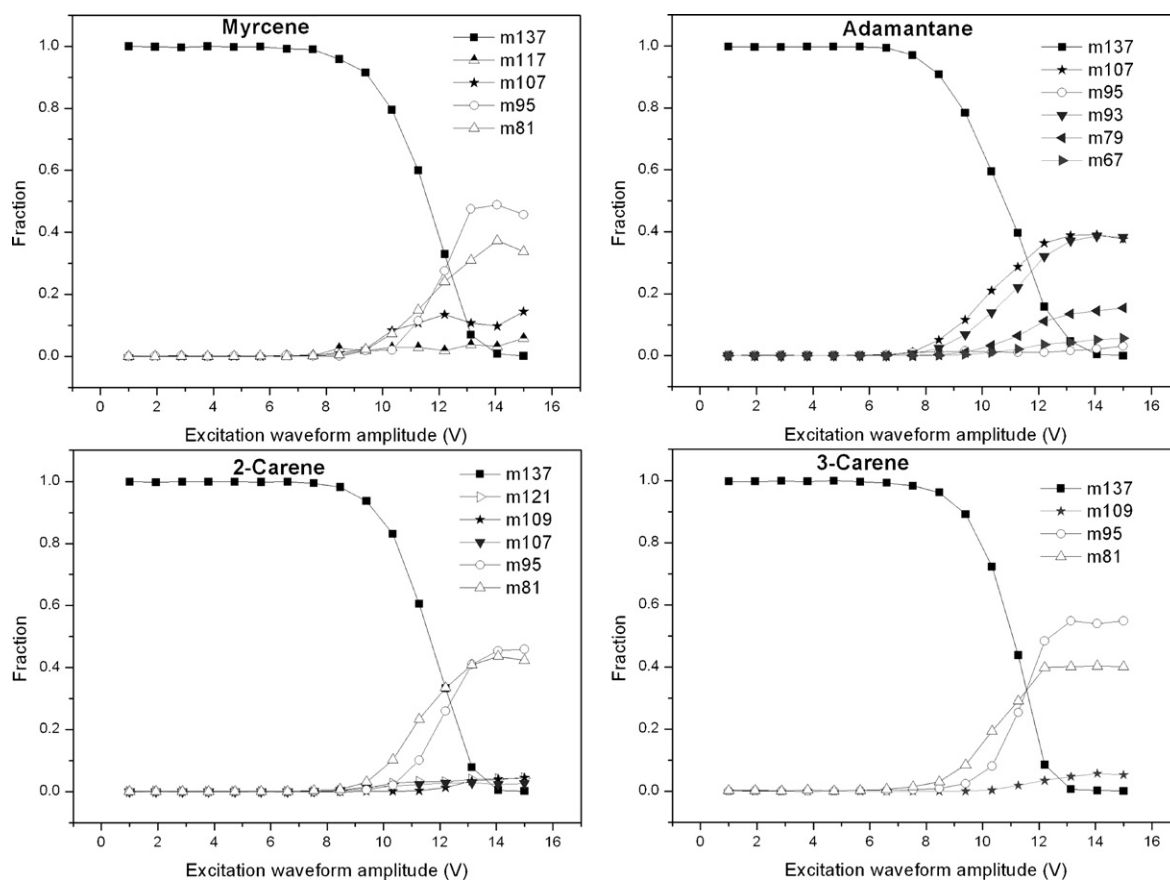 Myrcene
m137
m117
m107
m95
m81
Fraction
1.0
0.8
0.6
0.4
0.2
0.0
0 2 4 6 8 10 12 14 16
Excitation waveform amplitude (V)
Adamantane
m137
m107
m95
m93
m79
m67
Fraction
1.0
0.8
0.6
0.4
0.2
0.0
0 2 4 6 8 10 12 14 16
Excitation waveform amplitude (V)
2-Carene
m137
m121
m109
m107
m95
m81
Fraction
1.0
0.8
0.6
0.4
0.2
0.0
0 2 4 6 8 10 12 14 16
Excitation waveform amplitude (V)
3-Carene
m137
m109
m95
m81
Fraction
1.0
0.8
0.6
0.4
0.2
0.0
0 2 4 6 8 10 12 14 16
Excitation waveform amplitude (V)